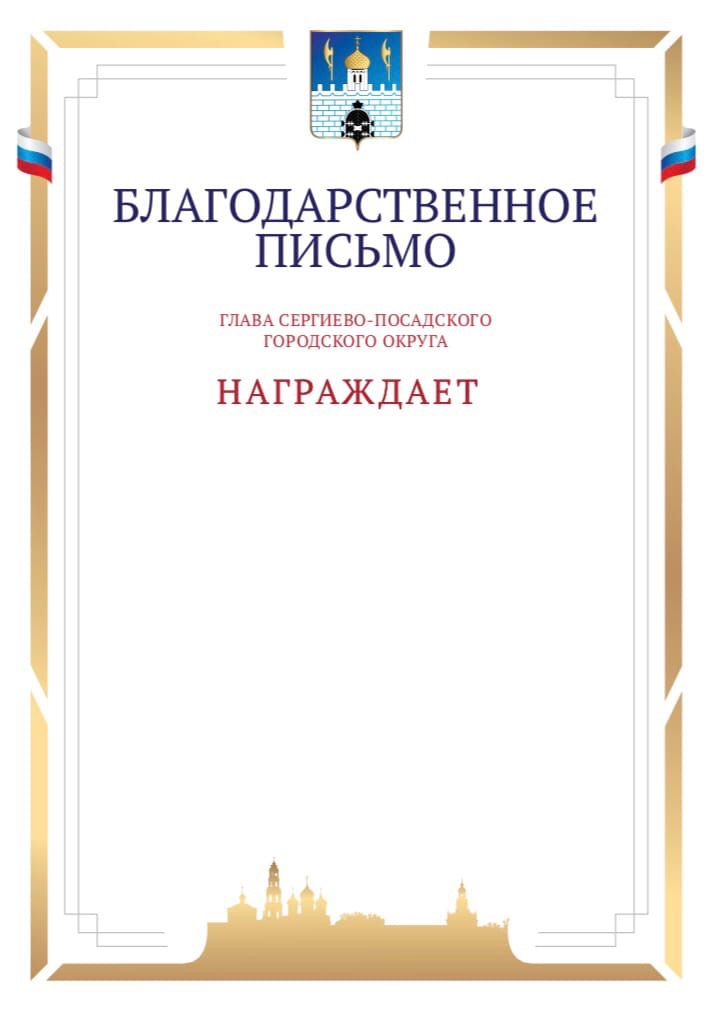 БЛАГОДАРСТВЕННОЕ
ПИСЬМО
ГЛАВА СЕРГИЕВО-ПОСАДСКОГО
ГОРОДСКОГО ОКРУГА
НАГРАЖДАЕТ